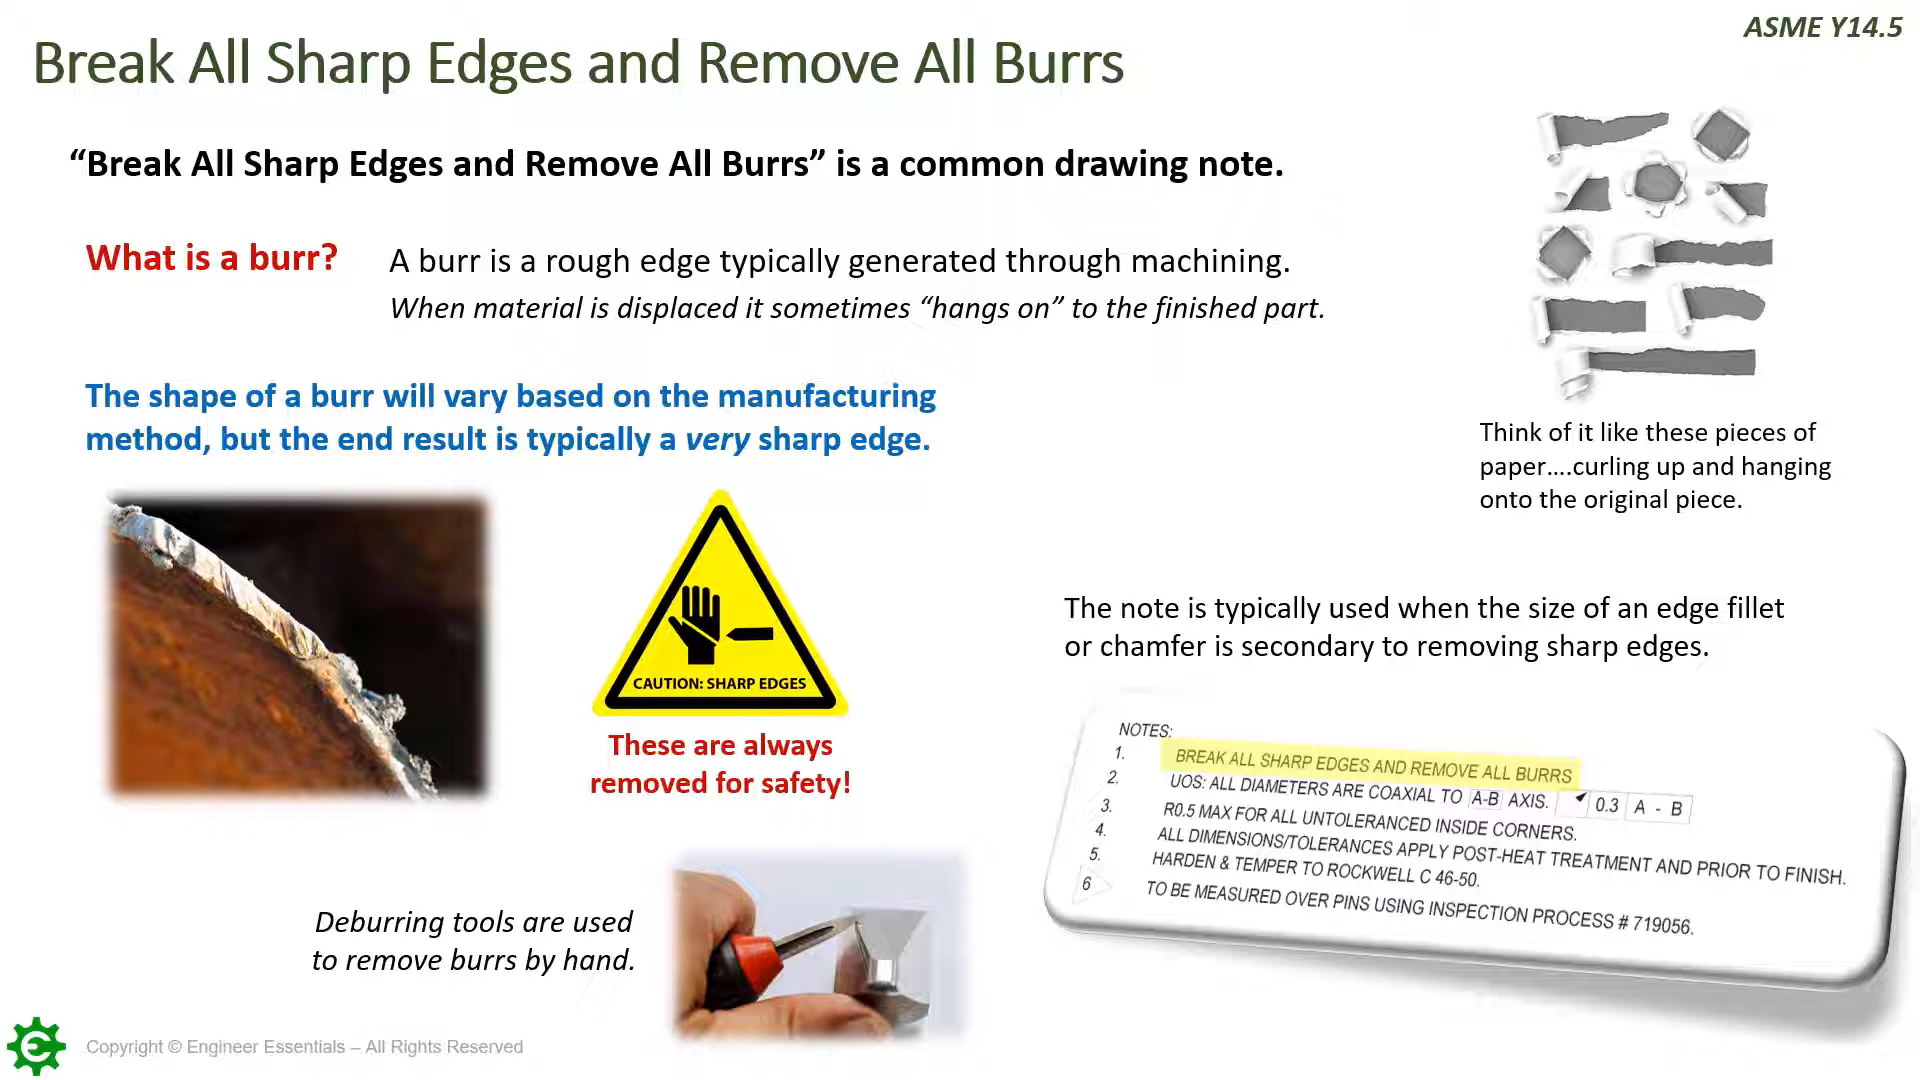 ASME Y14.5
Break All Sharp Edges and Remove All Burrs
“Break All Sharp Edges and Remove All Burrs” is a common drawing note.
What is a burr?
A burr is a rough edge typically generated through machining.
When material is displaced it sometimes “hangs on” to the finished part.
The shape of a burr will vary based on the manufacturing
method, but the end result is typically a very sharp edge.
Think of it like these pieces of
paper....curling up and hanging
onto the original piece.
CAUTION: SHARP EDGES
These are always
removed for safety!
The note is typically used when the size of an edge fillet
or chamfer is secondary to removing sharp edges.
NOTES:
1. BREAK ALL SHARP EDGES AND REMOVE ALL BURRS
2. UOS: ALL DIAMETERS ARE COAXIAL TO A-B AXIS. 0.3 A - B
3. R0.5 MAX FOR ALL UNTOLERANCED INSIDE CORNERS.
4. ALL DIMENSIONS/TOLERANCES APPLY POST-HEAT TREATMENT AND PRIOR TO FINISH.
5. HARDEN & TEMPER TO ROCKWELL C 46-50.
6 TO BE MEASURED OVER PINS USING INSPECTION PROCESS # 719056.
Deburring tools are used
to remove burrs by hand.
Copyright © Engineer Essentials – All Rights Reserved